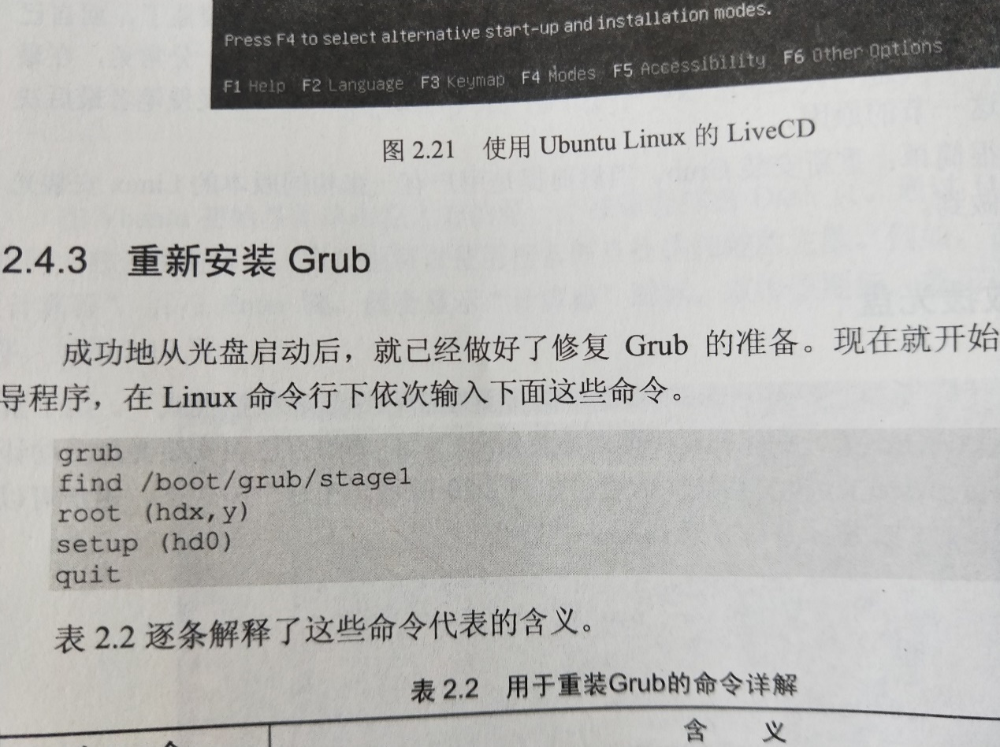 Press F4 to select alternative start-up and installation modes.
F1 Help F2 Language F3 Keymap F4 Modes F5 Accessibility F6 Other Options
图 2.21 使用 Ubuntu Linux 的 LiveCD
2.4.3 重新安装 Grub
成功地从光盘启动后，就已经做好了修复 Grub 的准备。现在就开始
导程序，在 Linux 命令行下依次输入下面这些命令。
grub
find /boot/grub/stage1
root (hdx,y)
setup (hd0)
quit
表 2.2 逐条解释了这些命令代表的含义。
表 2.2 用于重装Grub的命令详解
含 义